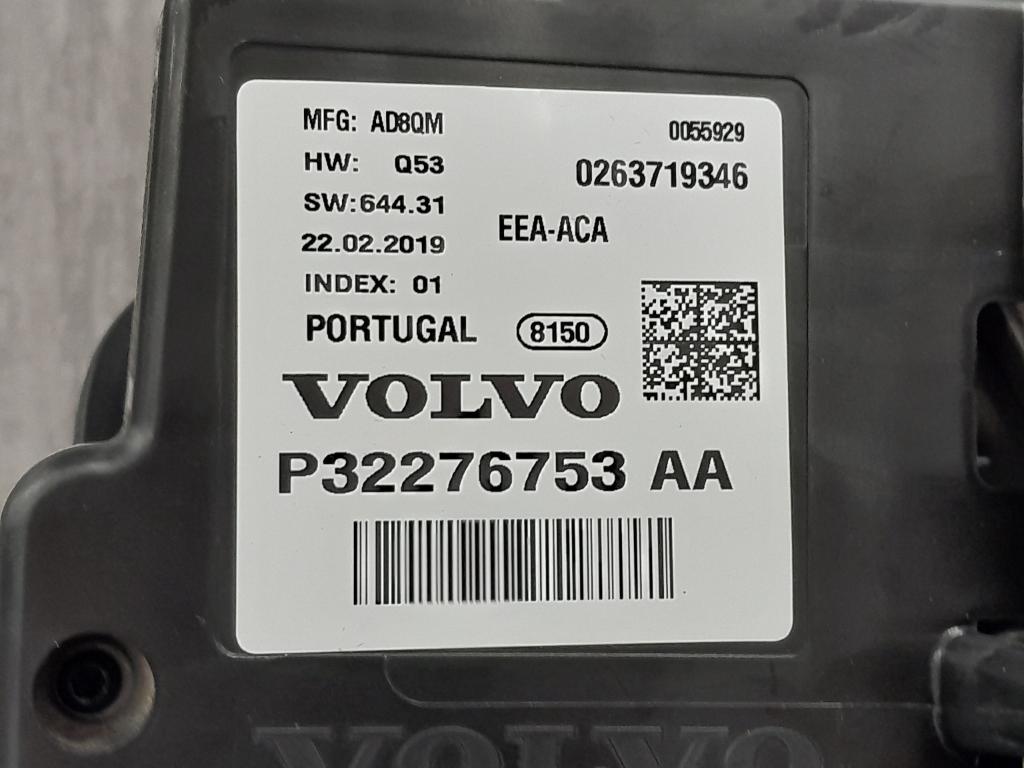 MFG: AD8QM
0055929
HW: Q53
0263719346
SW:644.31
EEA-ACA
22.02.2019
INDEX: 01
PORTUGAL 8150
VOLVO
P32276753 AA
VOLVO